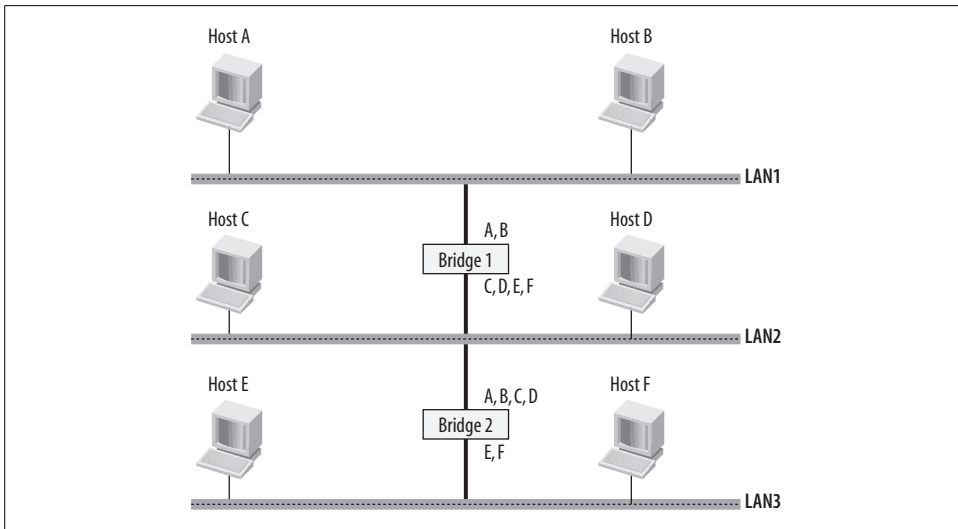 Host A
Host B
LAN1
Host C
Host D
A, B
Bridge 1
C, D, E, F
LAN2
Host E
Host F
A, B, C, D
Bridge 2
E, F
LAN3